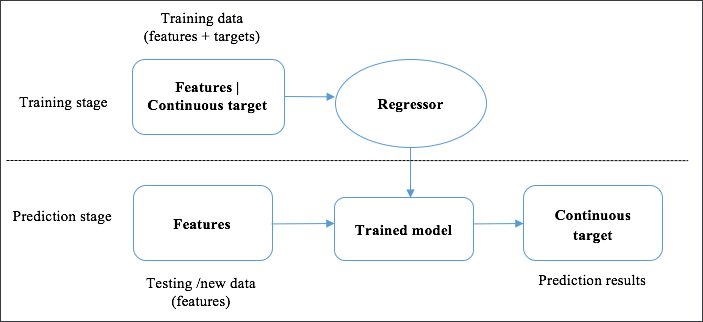 Training data
(features + targets)
Training stage
Features |
Continuous target
Regressor
Prediction stage
Features
Trained model
Continuous
target
Testing /new data
(features)
Prediction results